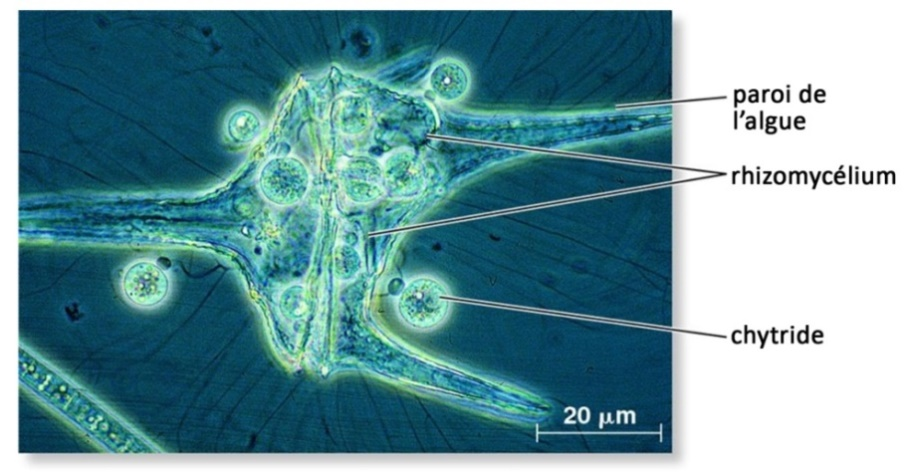 paroi de
l'algue
rhizomycélium
chytride
20 μm